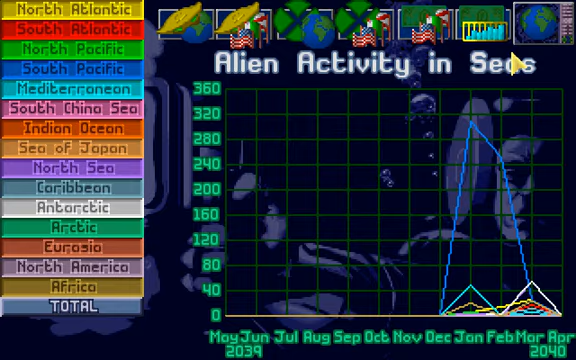 North Atlantic
South Atlantic
North Pacific
South Pacific
Mediterranean
South China Sea
Indian Ocean
Sea of Japan
North Sea
Caribbean
Antarctic
Arctic
Eurasia
North America
Africa
TOTAL
Alien Activity in Seas
360
320
280
240
200
160
120
80
40
0
May Jun Jul Aug Sep Oct Nov Dec Jan Feb Mar Apr
2039 2040